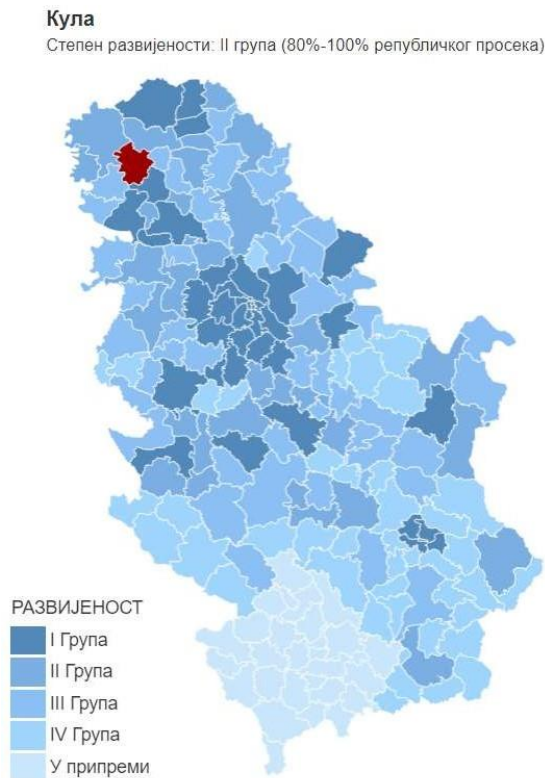 Кула
Степен развијености: II група (80%-100% републичког просека)
РАЗВИЈЕНОСТ
I Група
II Група
III Група
IV Група
У припреми